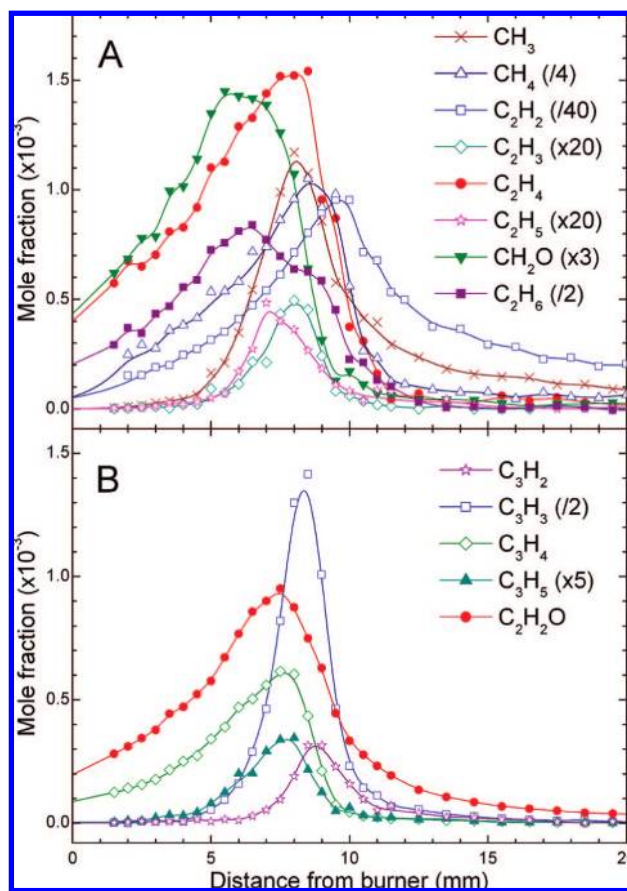 A
CH₃
CH₄ (/4)
C₂H₂ (/40)
C₂H₃ (x20)
C₂H₄
C₂H₅ (x20)
CH₂O (x3)
C₂H₆ (/2)
Mole fraction (x10⁻³)
1.5
1.0
0.5
0.0
B
C₃H₂
C₃H₃ (/2)
C₃H₄
C₃H₅ (x5)
C₂H₂O
Mole fraction (x10⁻³)
1.5
1.0
0.5
0.0
0 5 10 15 20
Distance from burner (mm)